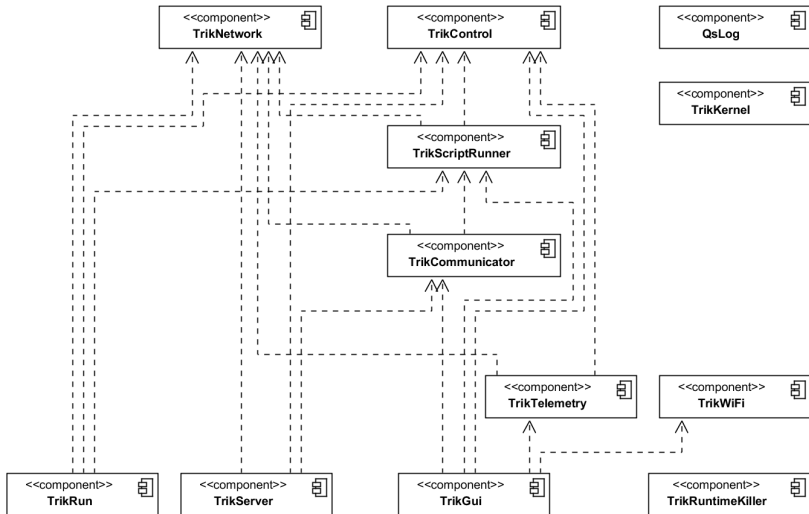 <<component>>
TrikNetwork
<<component>>
TrikControl
<<component>>
QsLog
<<component>>
TrikKernel
<<component>>
TrikScriptRunner
<<component>>
TrikCommunicator
<<component>>
TrikTelemetry
<<component>>
TrikWiFi
<<component>>
TrikRun
<<component>>
TrikServer
<<component>>
TrikGui
<<component>>
TrikRuntimeKiller